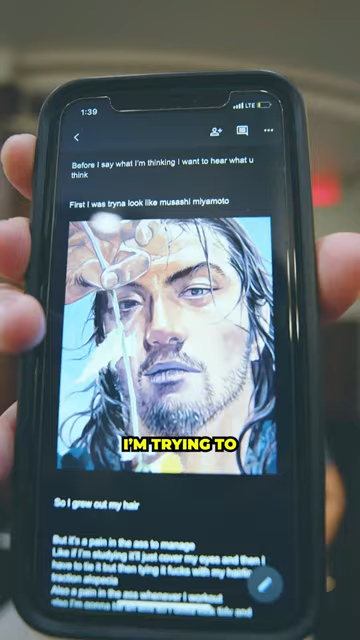 1:39
LTE
Before I say what I'm thinking I want to hear what u
think
First I was tryna look like musashi miyamoto
I'M TRYING TO
So I grew out my hair
But it's a pain in the ass to manage
Like if I'm studying it'll just cover my eyes and then I
have to tie it but then tying it fucks with my hairline
traction alopecia
Also a pain in the ass whenever I workout